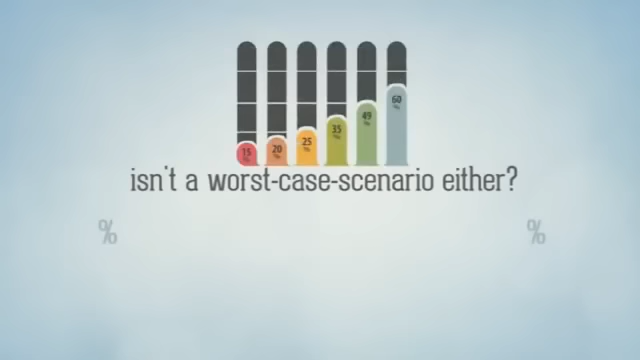 15 % 20 % 25 % 35 % 49 % 60 %
isn't a worst-case-scenario either?
% %